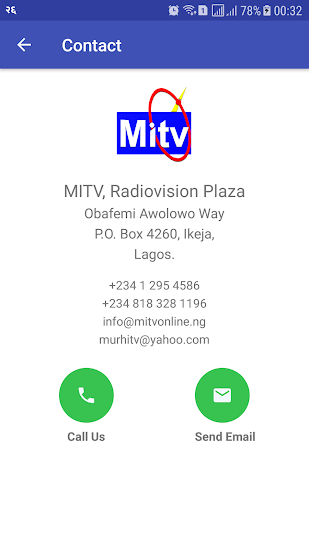 २६ 78% 00:32
Contact
Mitv
MITV, Radiovision Plaza
Obafemi Awolowo Way
P.O. Box 4260, Ikeja,
Lagos.
+234 1 295 4586
+234 818 328 1196
info@mitvonline.ng
murhitv@yahoo.com
Call Us Send Email